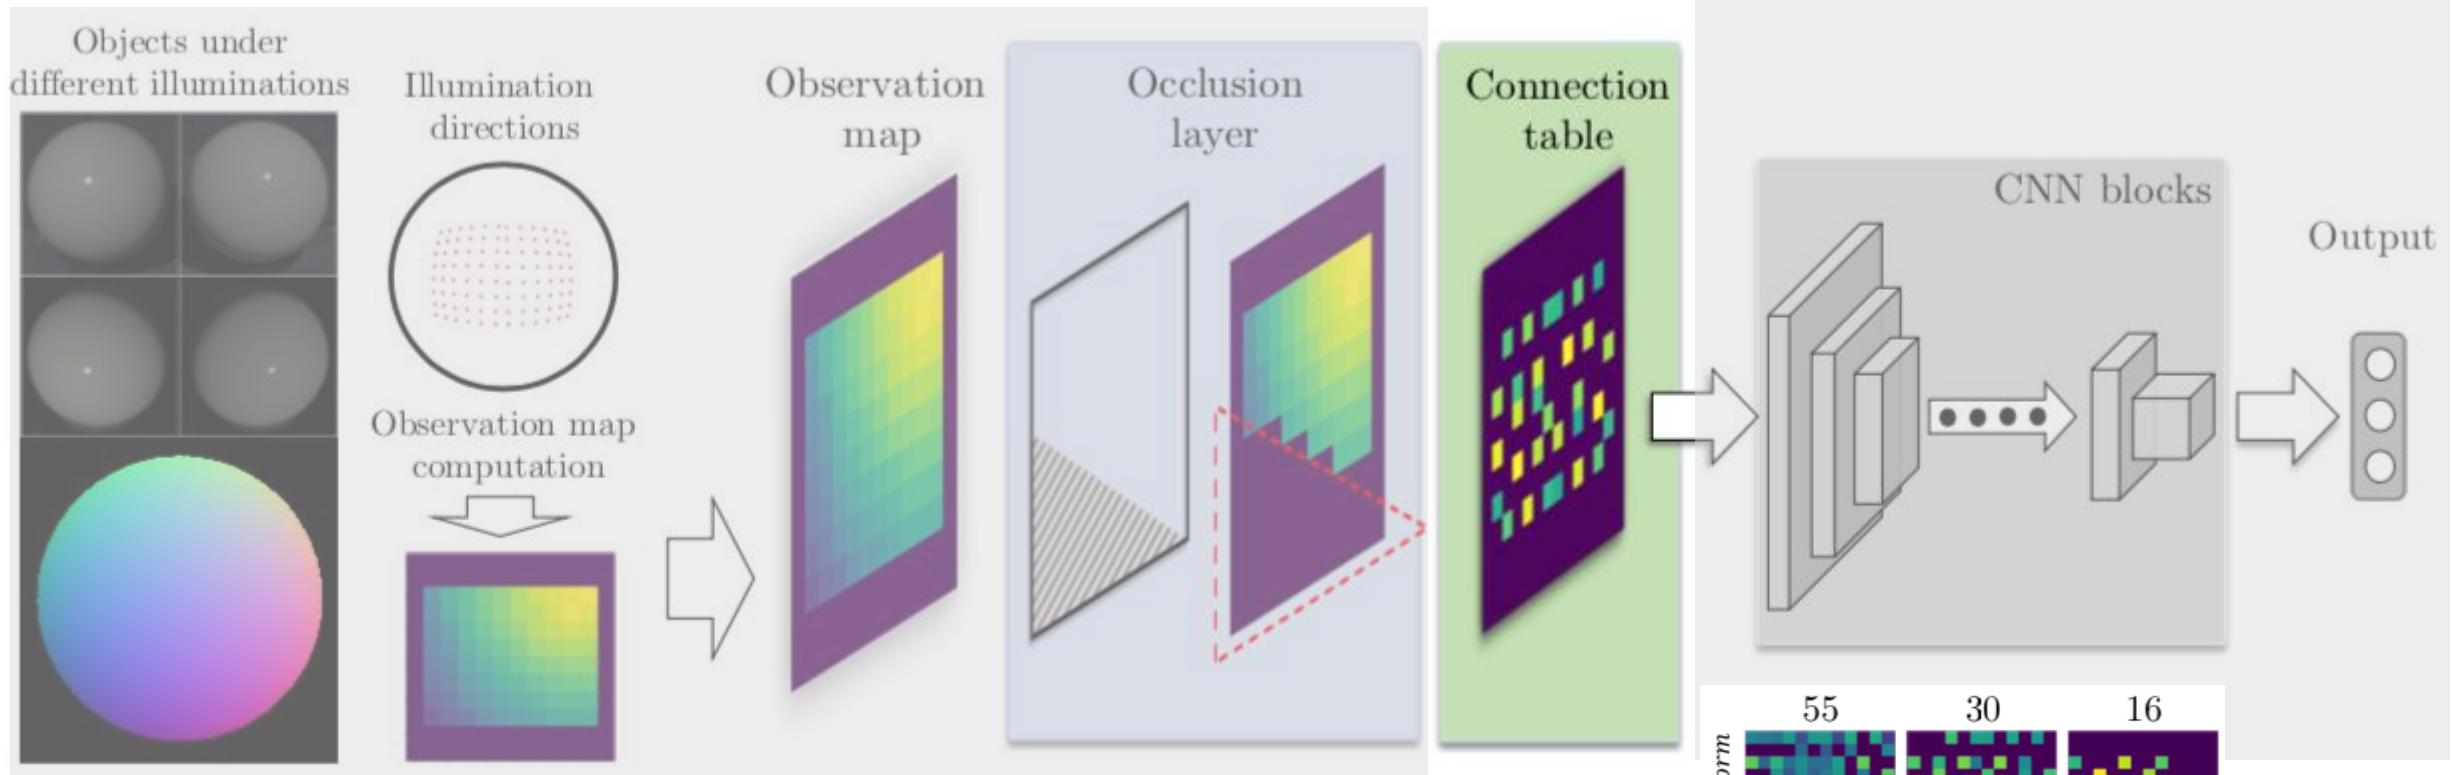 Objects under
different illuminations
Illumination
directions
Observation map
computation
Observation
map
Occlusion
layer
Connection
table
CNN blocks
Output
55 30 16